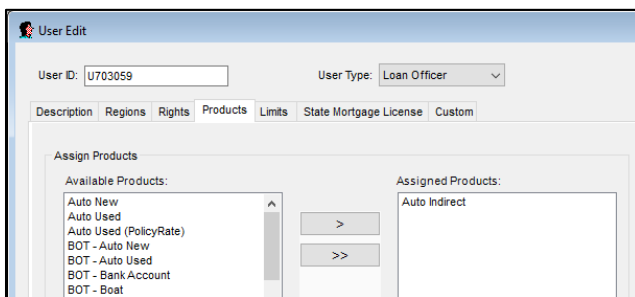 User Edit
User ID: U703059 User Type: Loan Officer
Description Regions Rights Products Limits State Mortgage License Custom
Assign Products
Available Products: Assigned Products:
Auto New Auto Indirect
Auto Used
Auto Used (PolicyRate)
>
BOT - Auto New
BOT - Auto Used
>>
BOT - Bank Account
BOT - Boat